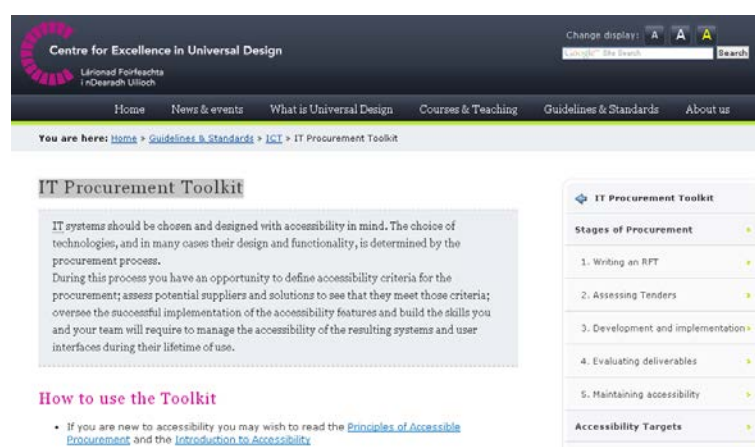 Change display: A A A
Centre for Excellence in Universal Design
Site Search
Search
Lárionad Foirfeachta
i nDearadh Uilíoch
Home News & events What is Universal Design Courses & Teaching Guidelines & Standards About us
You are here: Home > Guidelines & Standards > ICT > IT Procurement Toolkit
IT Procurement Toolkit
IT systems should be chosen and designed with accessibility in mind. The choice of
technologies, and in many cases their design and functionality, is determined by the
procurement process.
During this process you have an opportunity to define accessibility criteria for the
procurement; assess potential suppliers and solutions to see that they meet those criteria;
oversee the successful implementation of the accessibility features and build the skills you
and your team will require to manage the accessibility of the resulting systems and user
interfaces during their lifetime of use.
How to use the Toolkit
• If you are new to accessibility you may wish to read the Principles of Accessible
Procurement and the Introduction to Accessibility
IT Procurement Toolkit
Stages of Procurement
1. Writing an RFT
2. Assessing Tenders
3. Development and implementation
4. Evaluating deliverables
5. Maintaining accessibility
Accessibility Targets